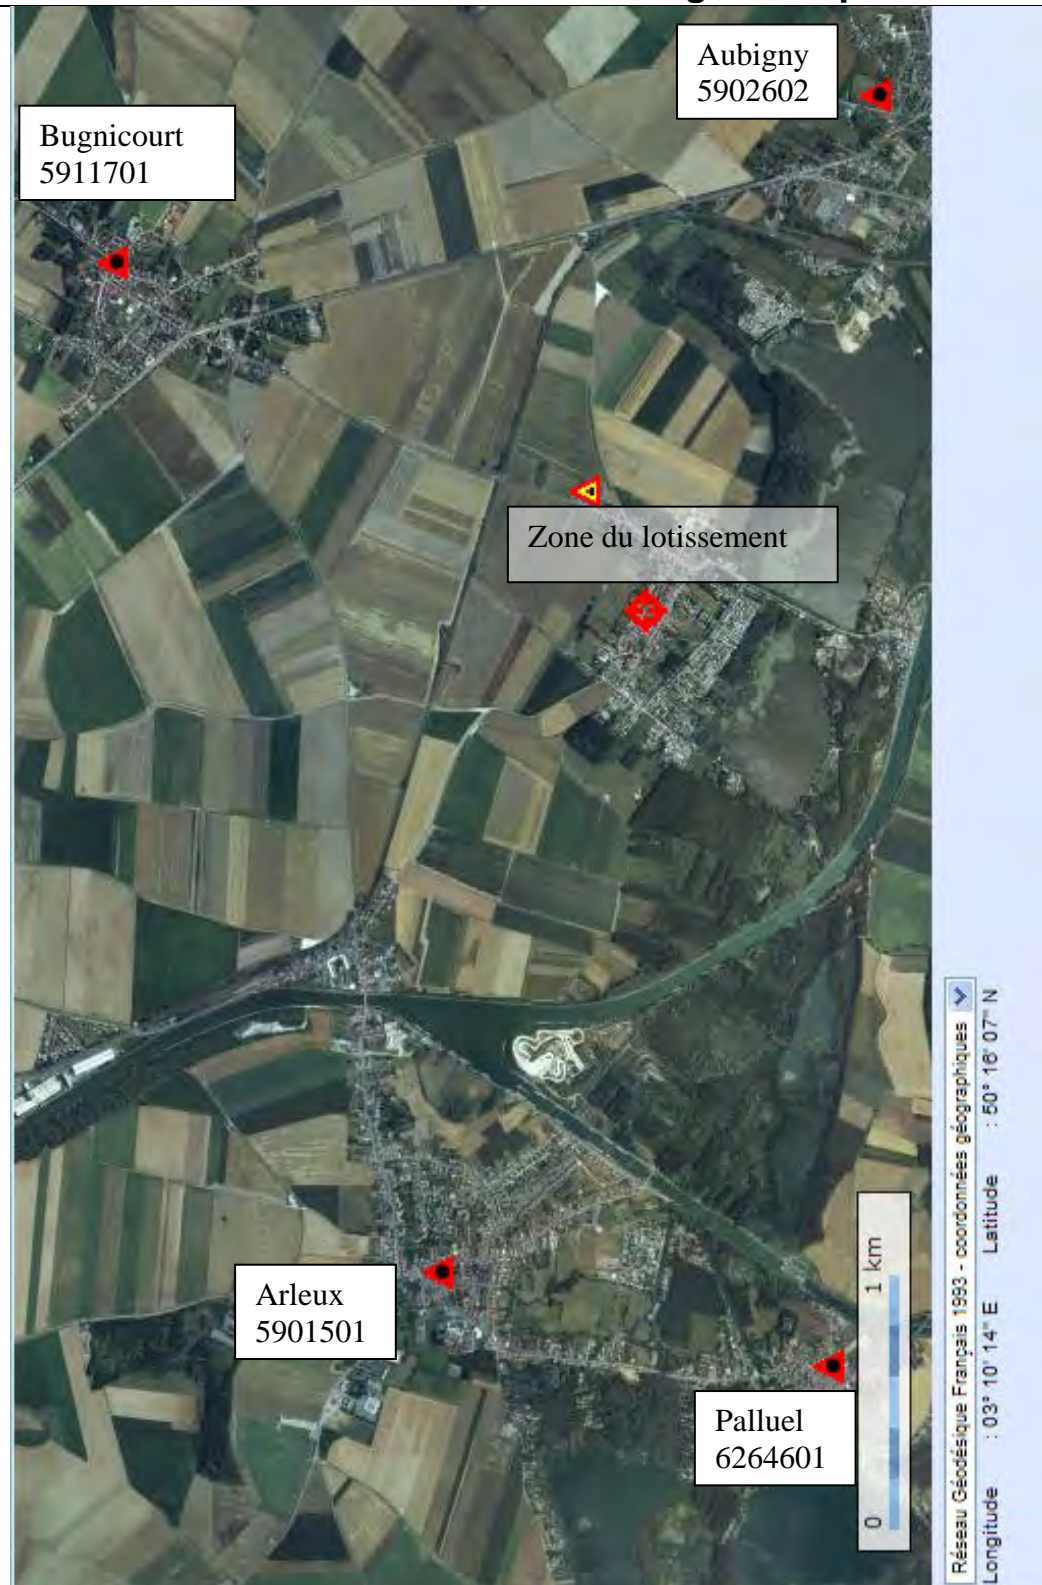 Aubigny
5902602
Bugnicourt
5911701
Zone du lotissement
Arleux
5901501
Palluel
6264601
0 1 km
Réseau Géodésique Français 1993 - coordonnées géographiques
Longitude : 03° 10' 14" E Latitude : 50° 16' 07" N